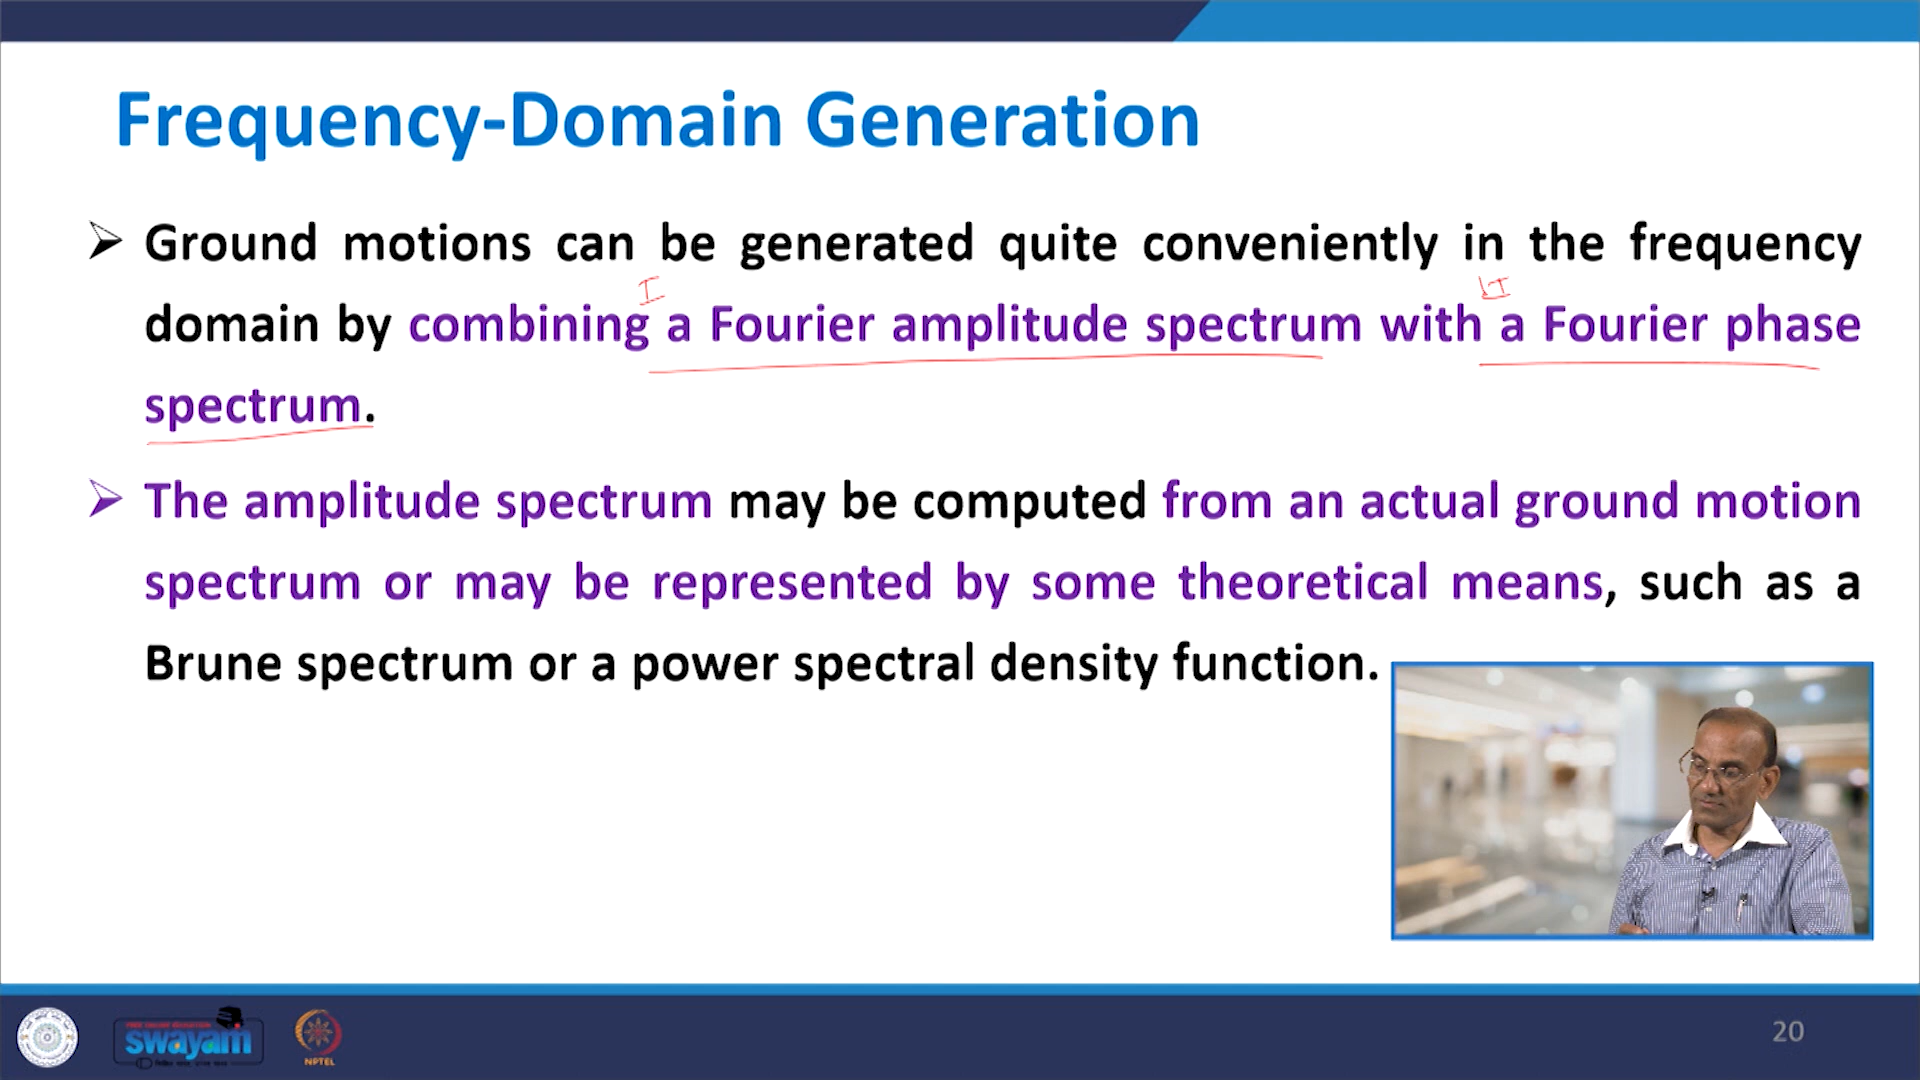 Frequency-Domain Generation
➢ Ground motions can be generated quite conveniently in the frequency
I II
domain by combining a Fourier amplitude spectrum with a Fourier phase
spectrum.
➢ The amplitude spectrum may be computed from an actual ground motion
spectrum or may be represented by some theoretical means, such as a
Brune spectrum or a power spectral density function.
swayam
NPTEL
20